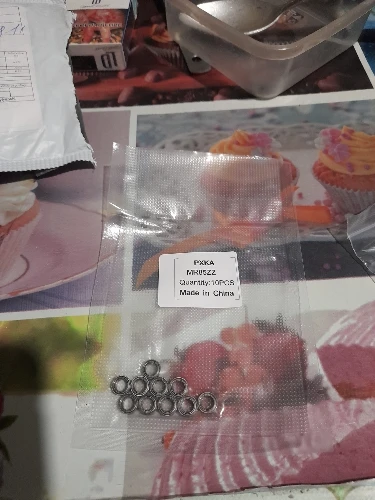 PXKA
MR85ZZ
Quantity:10PCS
Made in China